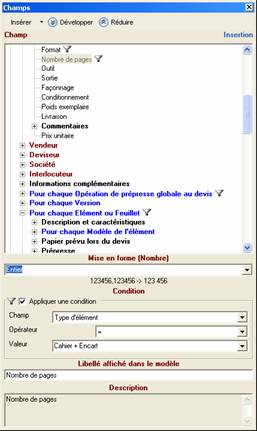 Champs
Insérer Développer Réduire
Champ Insertion
Format
Nombre de pages
Outil
Sortie
Façonnage
Conditionnement
Poids exemplaire
Livraison
Commentaires
Prix unitaire
Vendeur
Deviseur
Société
Interlocuteur
Informations complémentaires
Pour chaque Opération de prépresse globale au devis
Pour chaque Version
Pour chaque Elément ou Feuillet
Description et caractéristiques
Pour chaque Modèle de l'élément
Papier prévu lors du devis
Prépresse
Mise en forme (Nombre)
Entier
123456,123456 -> 123 456
Condition
Appliquer une condition
Champ Type d'élément
Opérateur =
Valeur Cahier + Encart
Libellé affiché dans le modèle
Nombre de pages
Description
Nombre de pages